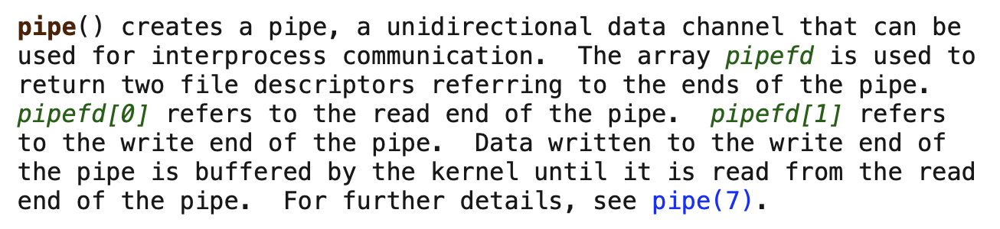 pipe() creates a pipe, a unidirectional data channel that can be
used for interprocess communication.  The array pipefd is used to
return two file descriptors referring to the ends of the pipe.
pipefd[0] refers to the read end of the pipe.  pipefd[1] refers
to the write end of the pipe.  Data written to the write end of
the pipe is buffered by the kernel until it is read from the read
end of the pipe.  For further details, see pipe(7).